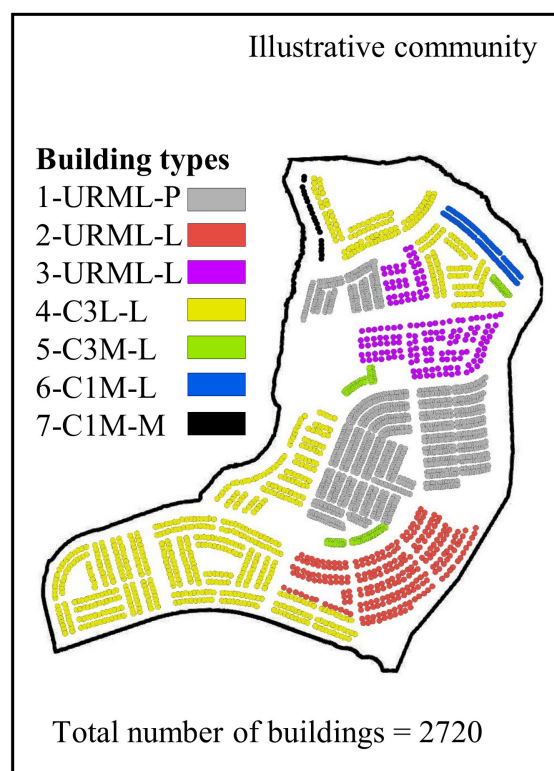 Illustrative community
Building types
1-URML-P
2-URML-L
3-URML-L
4-C3L-L
5-C3M-L
6-C1M-L
7-C1M-M
Total number of buildings = 2720